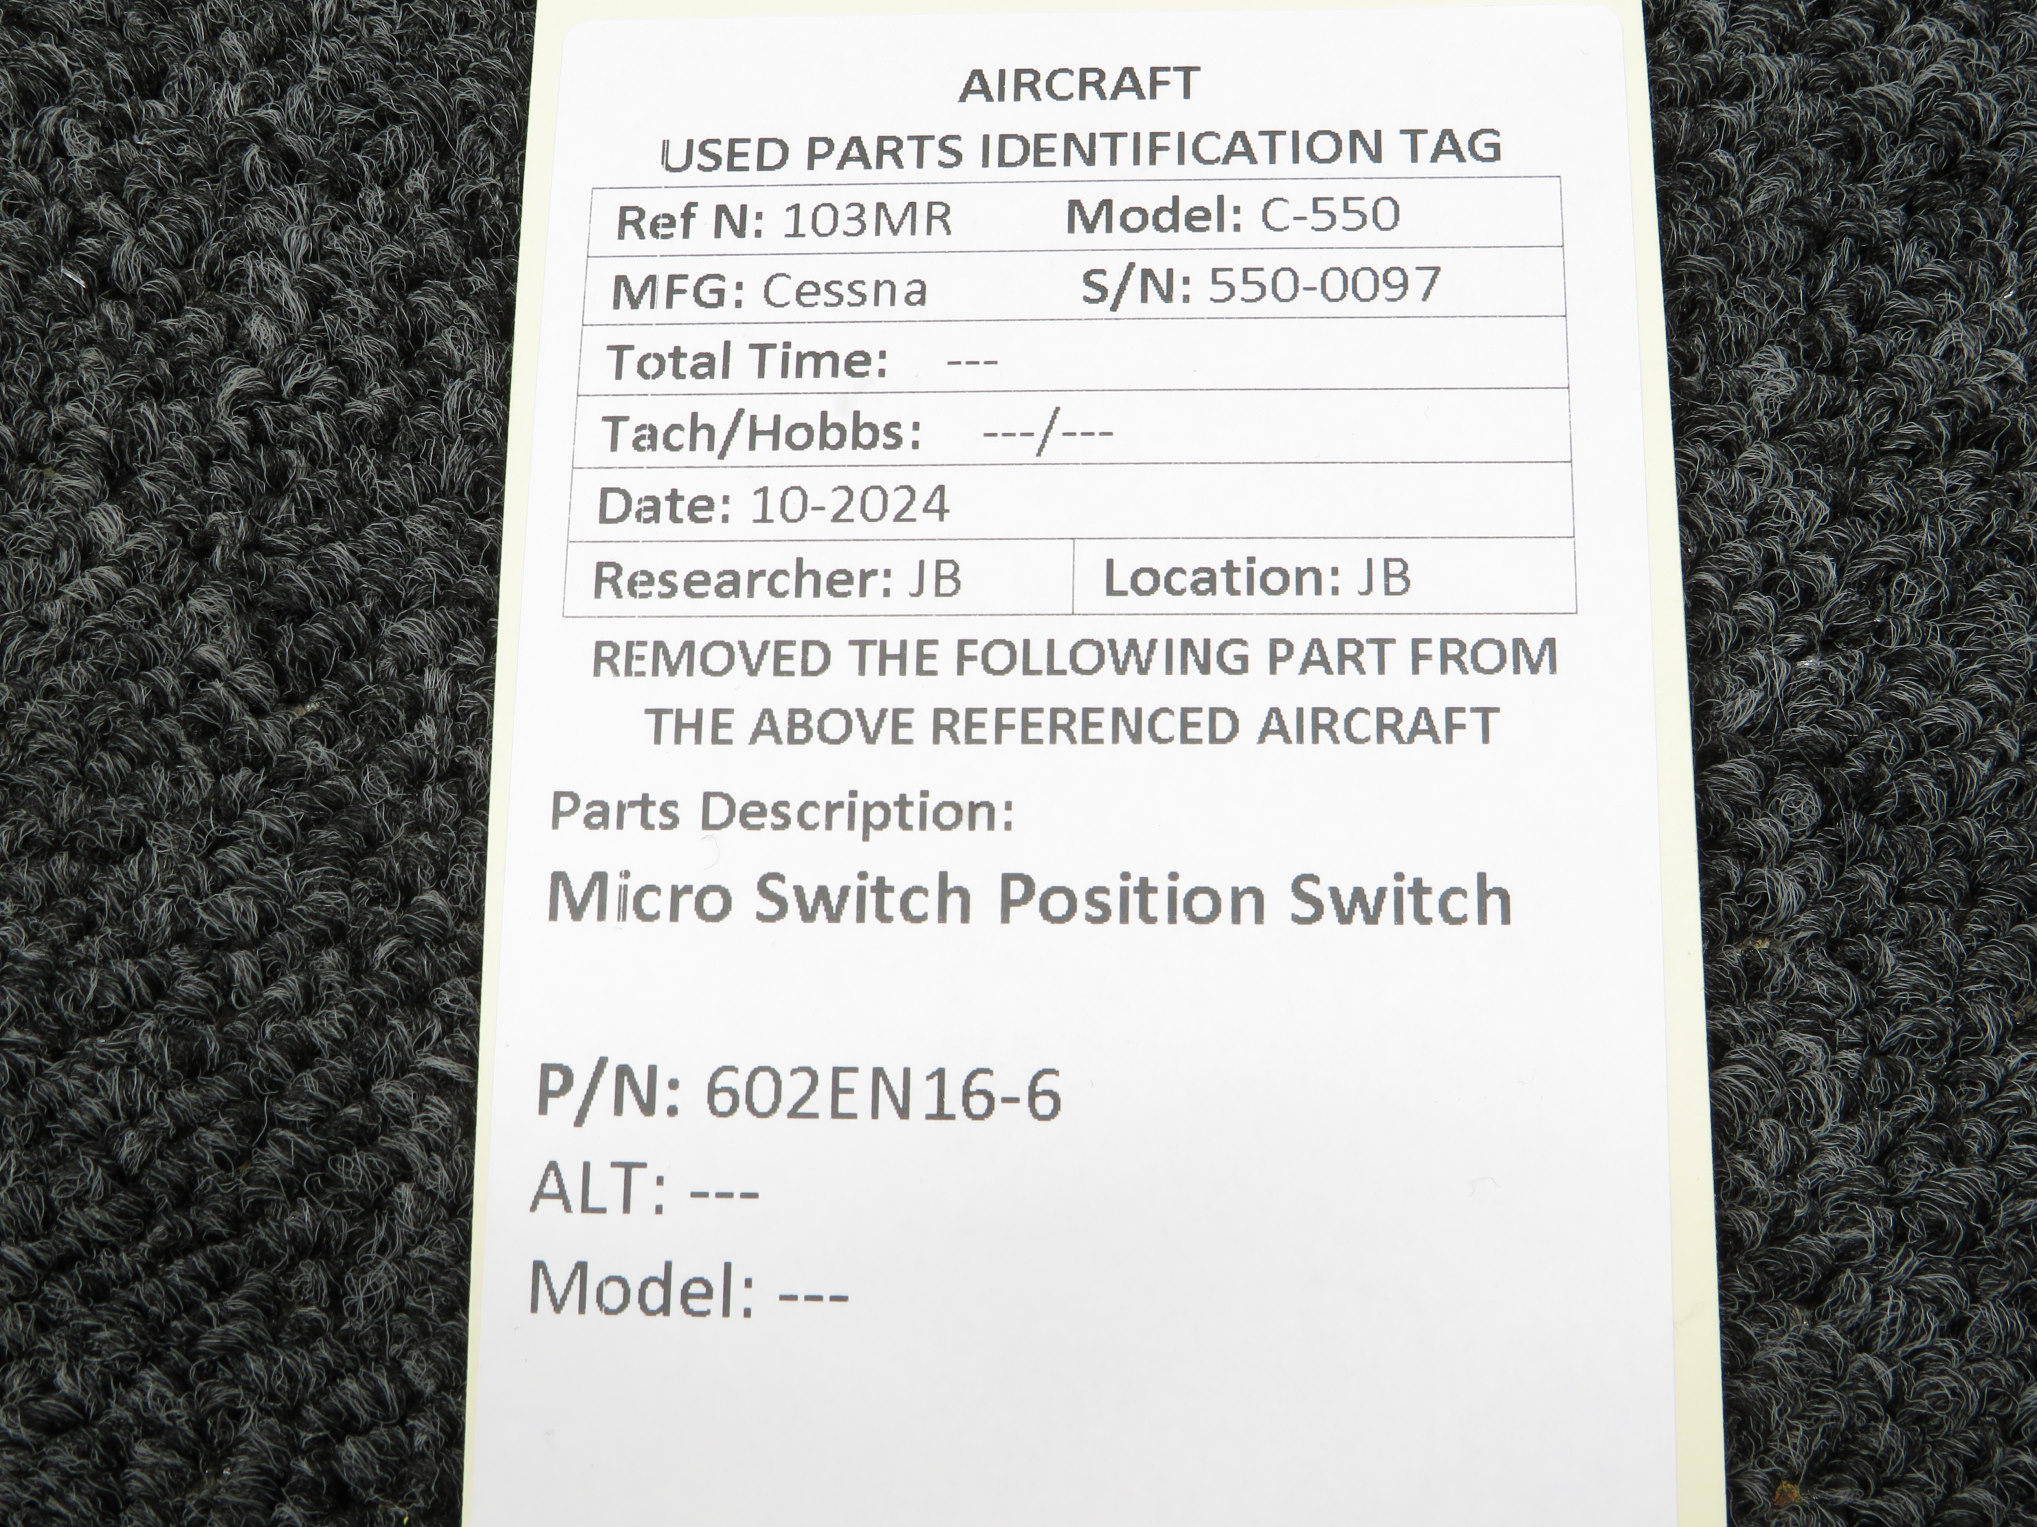 AIRCRAFT
USED PARTS IDENTIFICATION TAG
Ref N: 103MR Model: C-550
MFG: Cessna S/N: 550-0097
Total Time: ---
Tach/Hobbs: ---/---
Date: 10-2024
Researcher: JB Location: JB
REMOVED THE FOLLOWING PART FROM
THE ABOVE REFERENCED AIRCRAFT
Parts Description:
Micro Switch Position Switch
P/N: 602EN16-6
ALT: ---
Model: ---